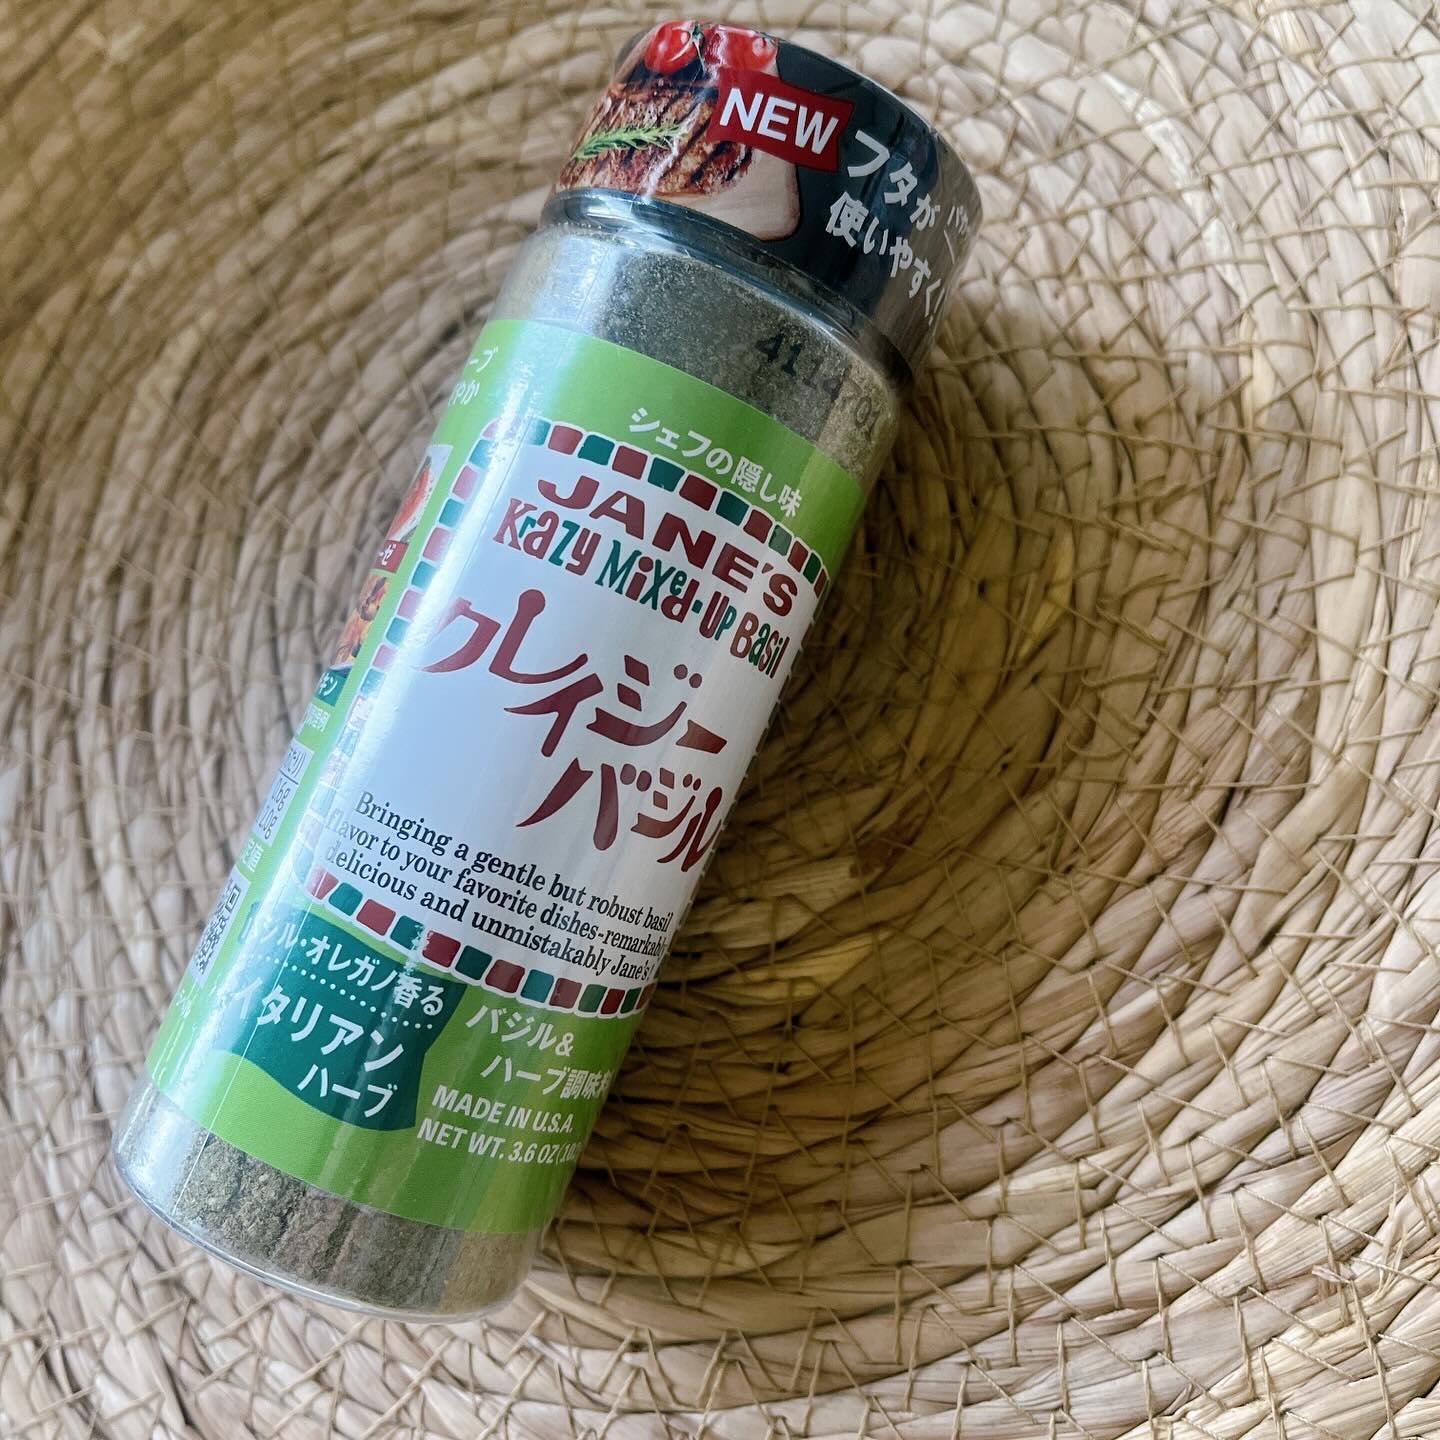 NEW
フタが
使いやすく!
4114701
シェフの隠し味
JANE'S
Krazy Mixed-Up Basil
クレイジー
バジル
Bringing a gentle but robust basil
flavor to your favorite dishes-remarkably
delicious and unmistakably Jane's!
バジル・オレガノ香る
イタリアン
ハーブ
バジル&
ハーブ調味料
MADE IN U.S.A.
NET WT. 3.6 OZ